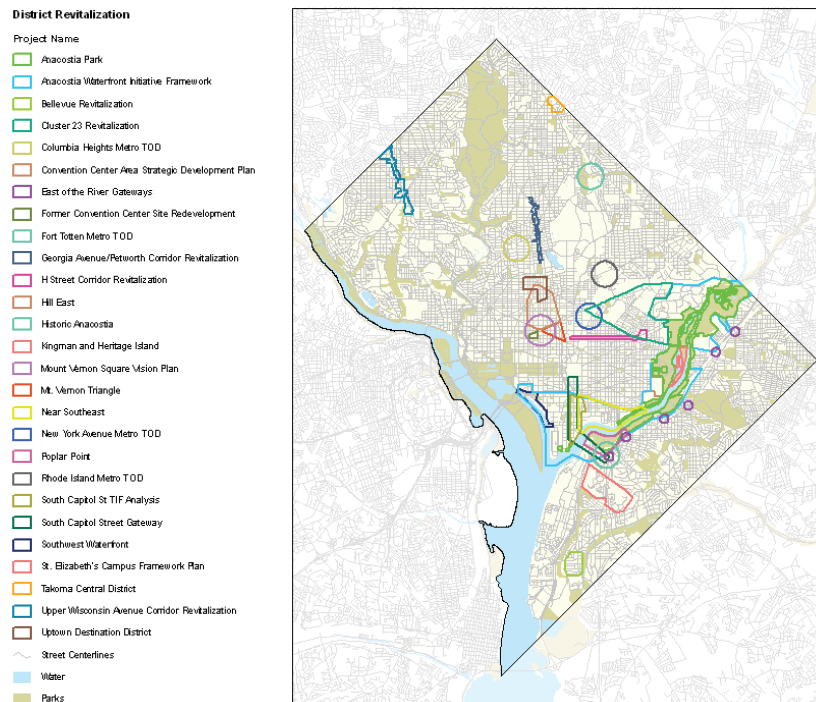 District Revitalization
Project Name
Anacostia Park
Anacostia Waterfront Initiative Framework
Bellevue Revitalization
Cluster 23 Revitalization
Columbia Heights Metro TOD
Convention Center Area Strategic Development Plan
East of the River Gateways
Former Convention Center Site Redevelopment
Fort Totten Metro TOD
Georgia Avenue/Petworth Corridor Revitalization
H Street Corridor Revitalization
Hill East
Historic Anacostia
Kingman and Heritage Island
Mount Vernon Square Vision Plan
Mt. Vernon Triangle
Near Southeast
New York Avenue Metro TOD
Poplar Point
Rhode Island Metro TOD
South Capitol St TIF Analysis
South Capitol Street Gateway
Southwest Waterfront
St. Elizabeth's Campus Framework Plan
Takoma Central District
Upper Wisconsin Avenue Corridor Revitalization
Uptown Destination District
Street Centerlines
Water
Parks